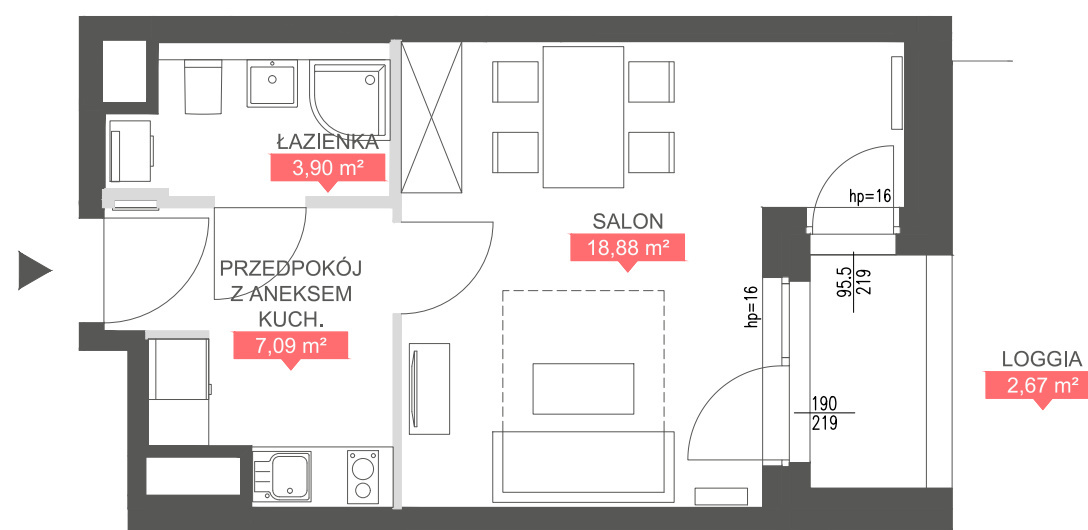 ŁAZIENKA
3,90 m²
hp=16
SALON
18,88 m²
PRZEDPOKÓJ
Z ANEKSEM
KUCH.
7,09 m²
95.5
219
hp=16
LOGGIA
2,67 m²
190
219